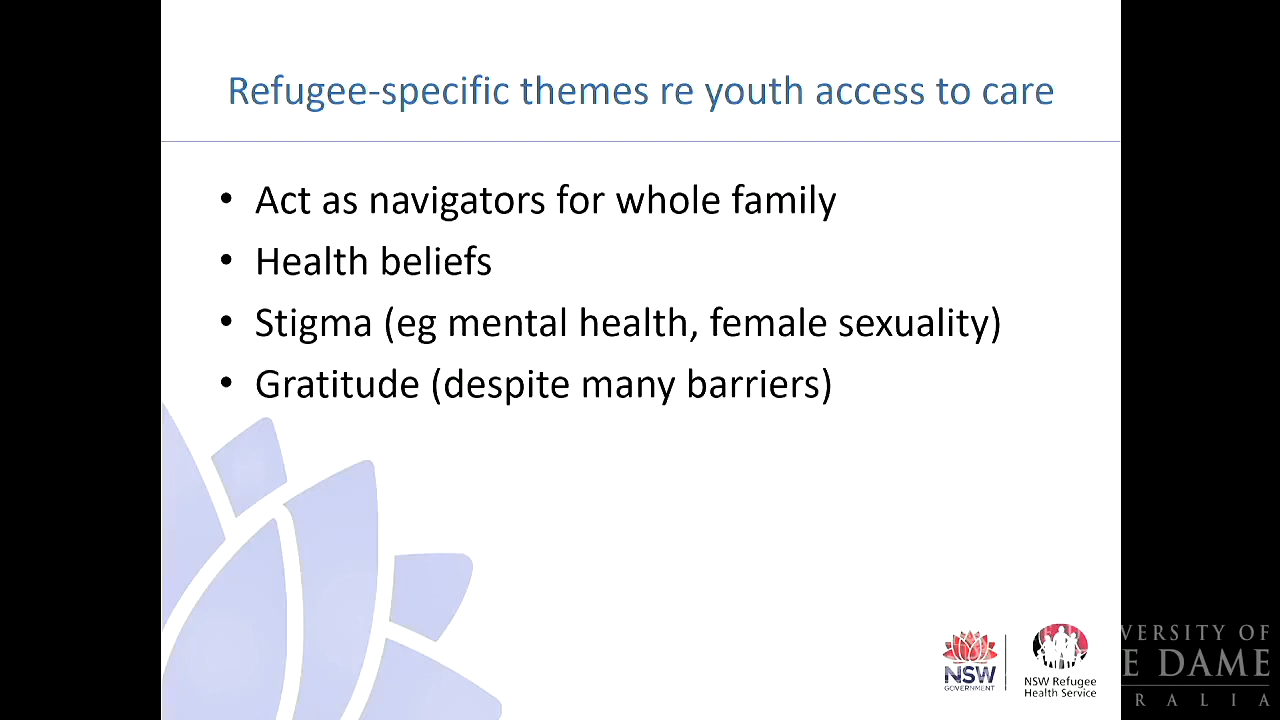 Refugee-specific themes re youth access to care
• Act as navigators for whole family
• Health beliefs
• Stigma (eg mental health, female sexuality)
• Gratitude (despite many barriers)
NSW
GOVERNMENT
NSW Refugee
Health Service
VERSITY OF
E DAME
R A L I A